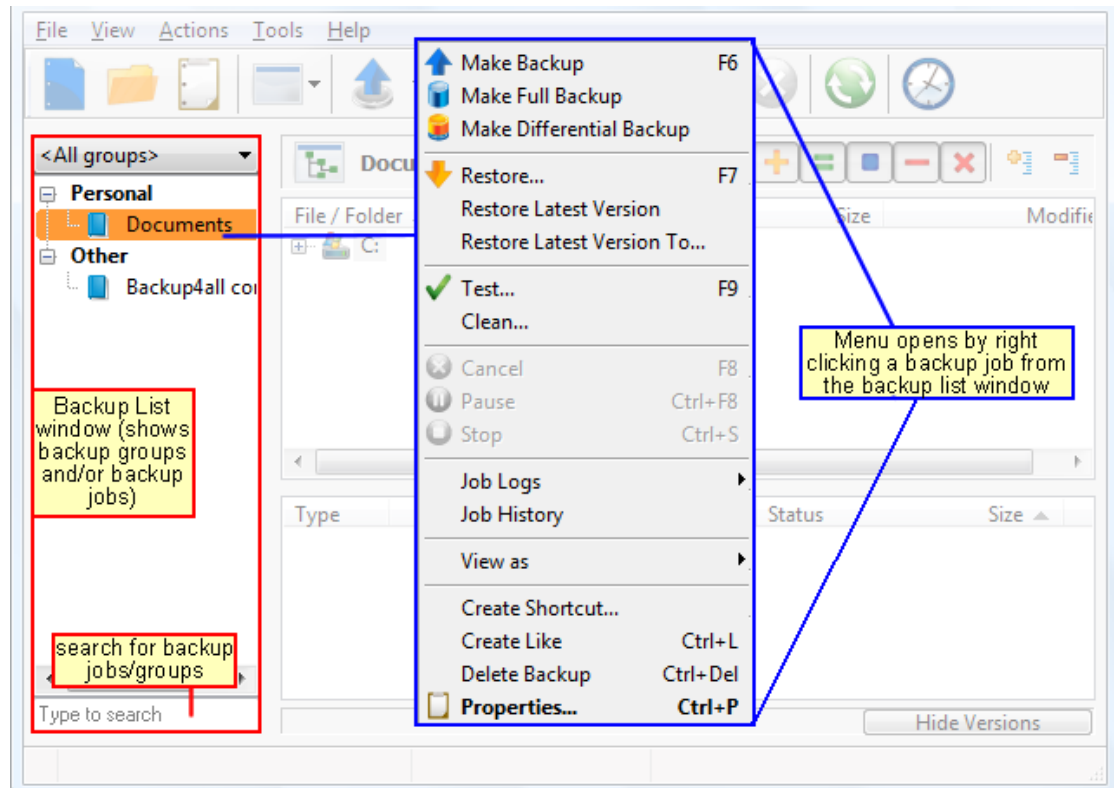 File View Actions Tools Help
<All groups>
Personal
Documents
Other
Backup4all
Backup List
window (shows
backup groups
and/or backup
jobs)
search for backup
jobs/groups
Type to search
Make Backup F6
Make Full Backup
Make Differential Backup
Restore... F7
Restore Latest Version
Restore Latest Version To...
Test... F9
Clean...
Cancel F8
Pause Ctrl+F8
Stop Ctrl+S
Job Logs
Job History
View as
Create Shortcut...
Create Like Ctrl+L
Delete Backup Ctrl+Del
Properties... Ctrl+P
File / Folder Size
C:
Menu opens by right
clicking a backup job from
the backup list window
Type Status Size
Hide Versions